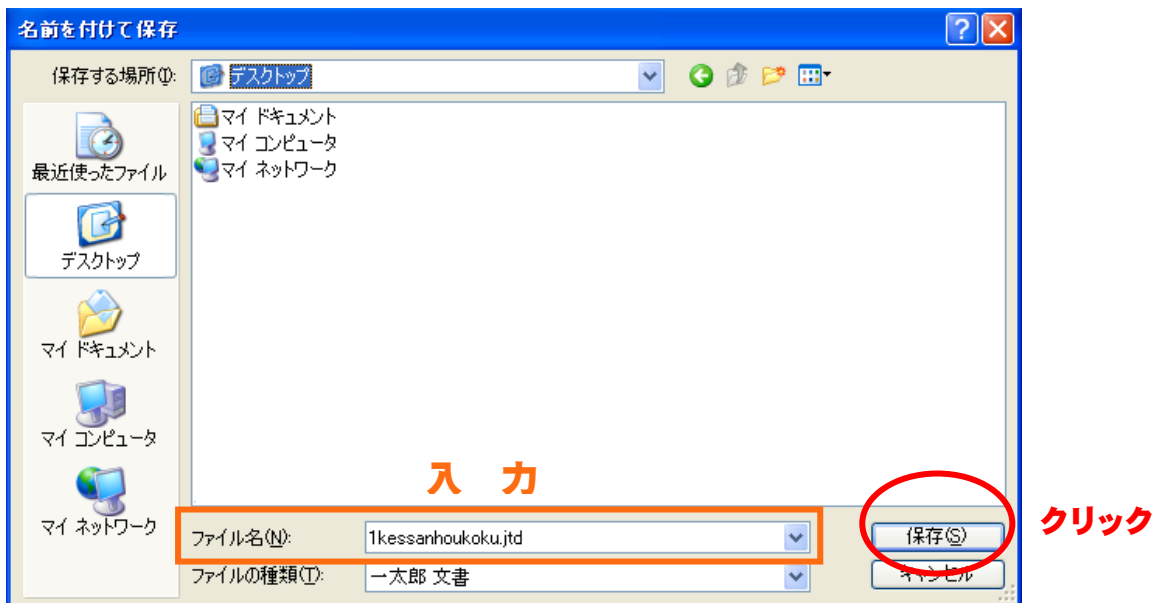 名前を付けて保存
保存する場所(I):
デスクトップ
マイ ドキュメント
マイ コンピュータ
マイ ネットワーク
最近使ったファイル
デスクトップ
マイ ドキュメント
マイ コンピュータ
マイ ネットワーク
入 力
ファイル名(N):
1kessanhoukoku.jtd
保存(S)
クリック
ファイルの種類(T):
一太郎 文書
キャンセル